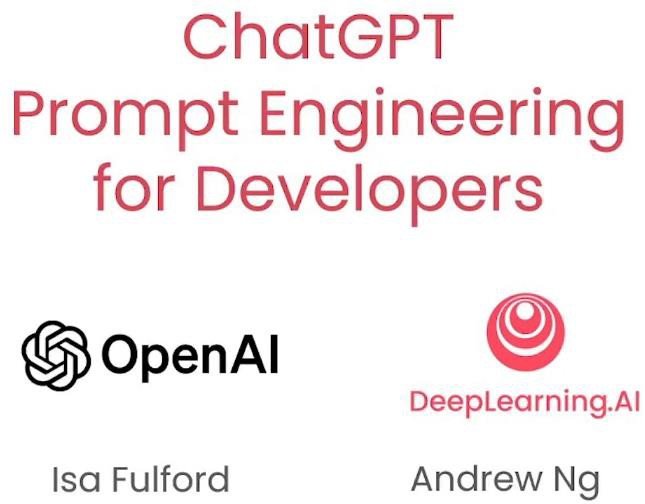 ChatGPT
Prompt Engineering
for Developers
OpenAI
DeepLearning.AI
Isa Fulford
Andrew Ng